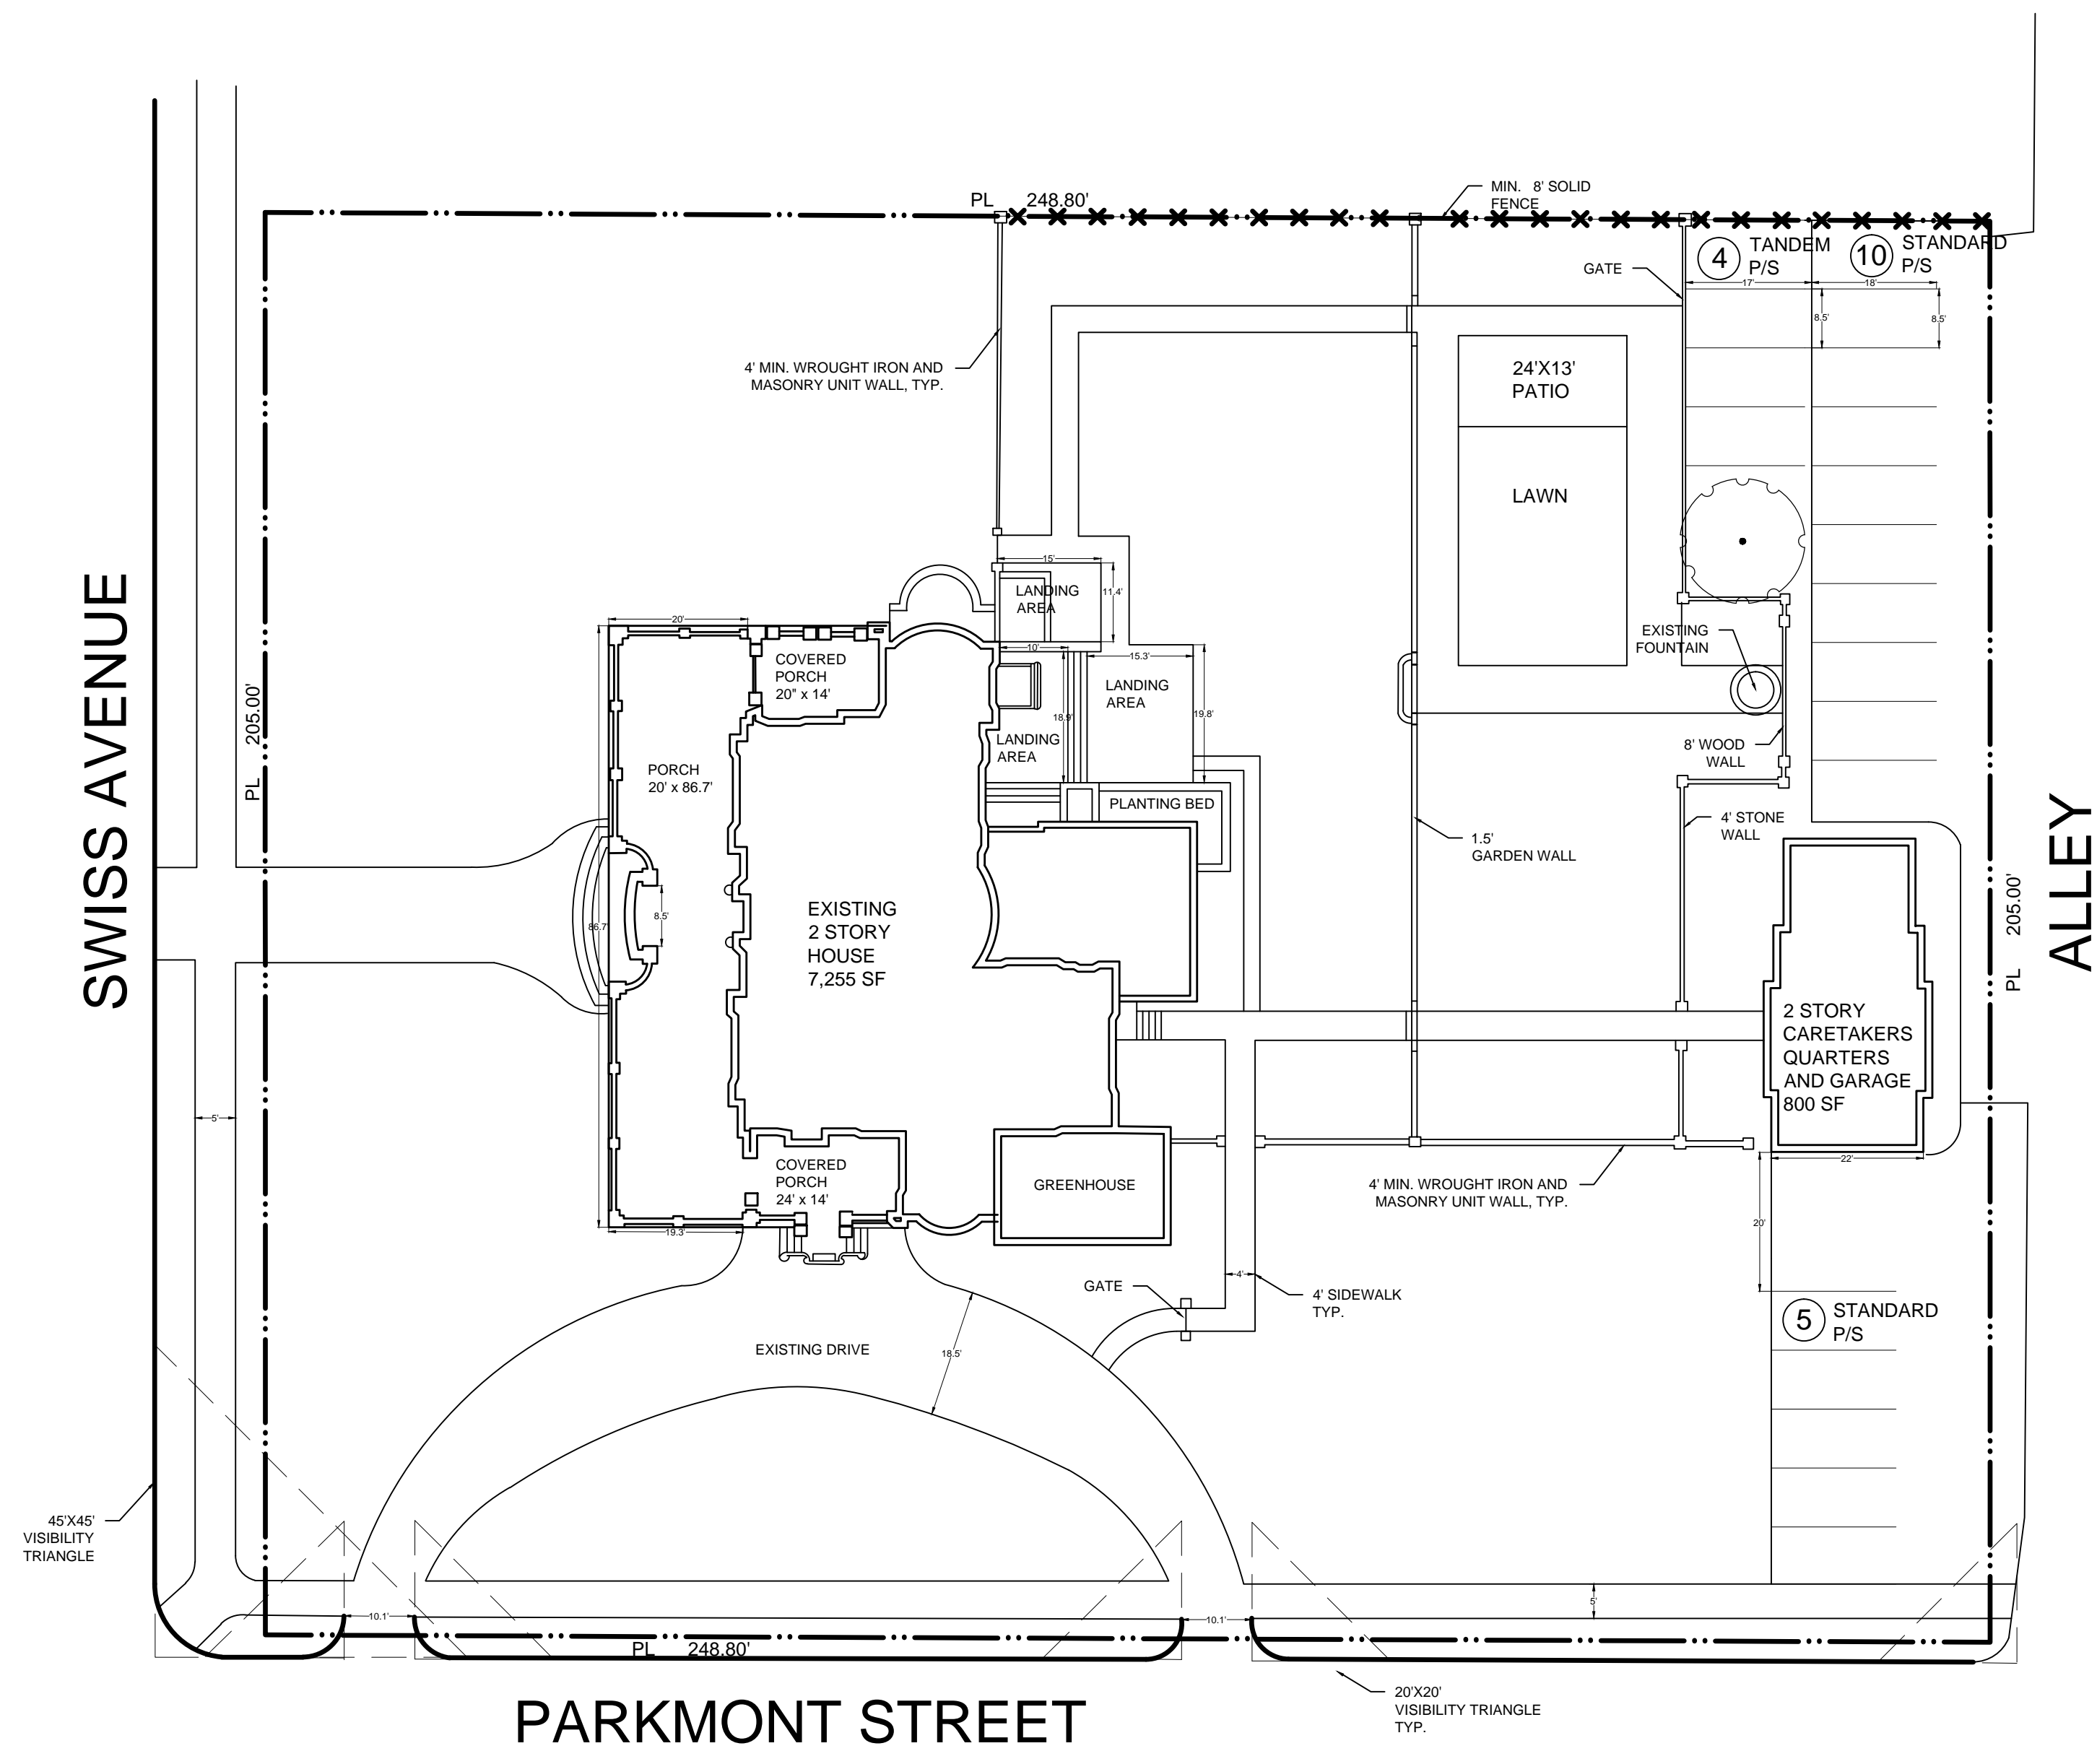 MIN. 8' SOLID
FENCE
PL 248.80'
4 TANDEM
P/S
10 STANDARD
P/S
GATE
17'
18'
8.5'
8.5'
4' MIN. WROUGHT IRON AND
MASONRY UNIT WALL, TYP.
24'X13'
PATIO
LAWN
SWISS AVENUE
PL 205.00'
15'
LANDING
AREA
11.4'
20'
COVERED
PORCH
20" x 14'
10'
15.3'
LANDING
AREA
18.9'
19.8'
LANDING
AREA
EXISTING
FOUNTAIN
8' WOOD
WALL
PORCH
20' x 86.7'
PLANTING BED
4' STONE
WALL
1.5'
GARDEN WALL
86.7'
8.5'
EXISTING
2 STORY
HOUSE
7,255 SF
PL 205.00'
ALLEY
2 STORY
CARETAKERS
QUARTERS
AND GARAGE
800 SF
5'
22'
COVERED
PORCH
24' x 14'
GREENHOUSE
4' MIN. WROUGHT IRON AND
MASONRY UNIT WALL, TYP.
20'
19.3'
GATE
4'
4' SIDEWALK
TYP.
5 STANDARD
P/S
EXISTING DRIVE
18.5'
45'X45'
VISIBILITY
TRIANGLE
10.1'
10.1'
5'
PL 248.80'
20'X20'
VISIBILITY TRIANGLE
TYP.
PARKMONT STREET